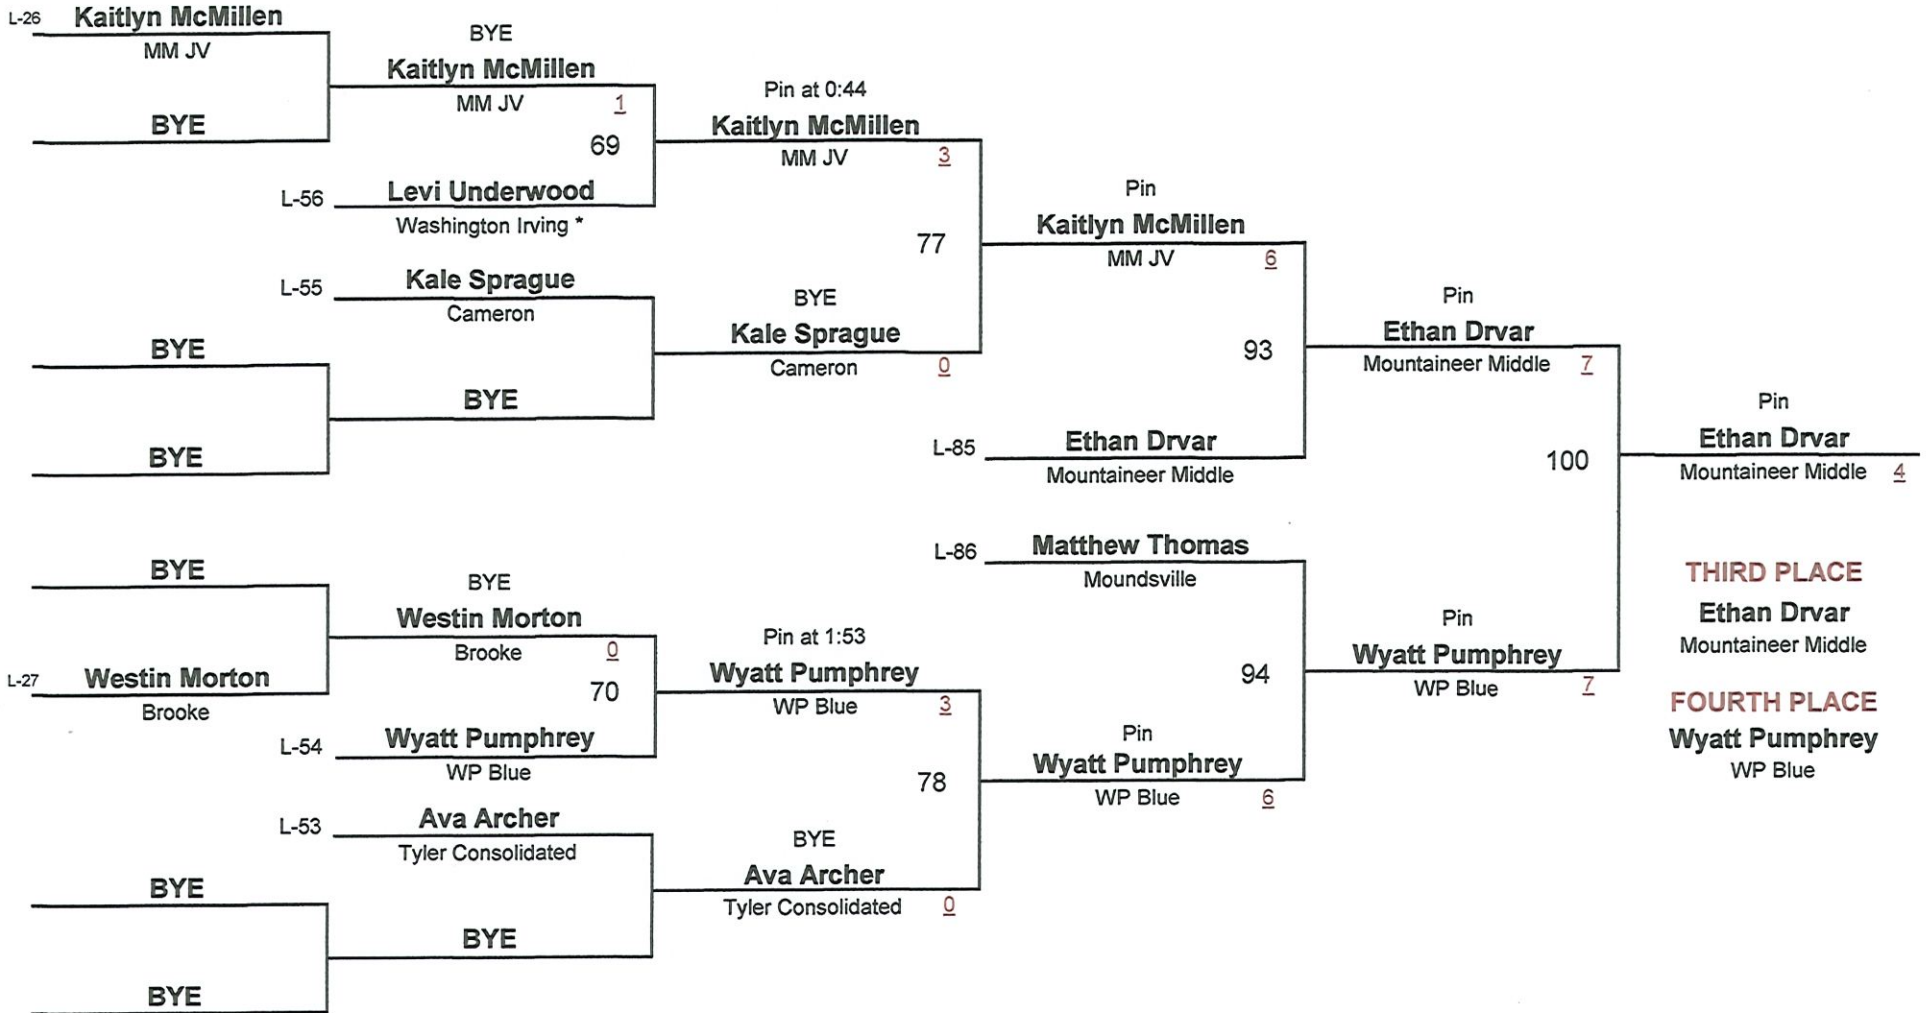 L-26 Kaitlyn McMillen
MM JV
BYE
BYE
Kaitlyn McMillen
MM JV 1
69
L-56 Levi Underwood
Washington Irving *
Pin at 0:44
Kaitlyn McMillen
MM JV 3
77
L-55 Kale Sprague
Cameron
BYE
BYE
BYE
BYE
Kale Sprague
Cameron 0
Pin
Kaitlyn McMillen
MM JV 6
93
L-85 Ethan Drvar
Mountaineer Middle
Pin
Ethan Drvar
Mountaineer Middle 7
100
Pin
Ethan Drvar
Mountaineer Middle 4
BYE
L-27 Westin Morton
Brooke
BYE
Westin Morton
Brooke 0
70
L-54 Wyatt Pumphrey
WP Blue
Pin at 1:53
Wyatt Pumphrey
WP Blue 3
78
L-53 Ava Archer
Tyler Consolidated
BYE
BYE
BYE
BYE
Ava Archer
Tyler Consolidated 0
L-86 Matthew Thomas
Moundsville
94
Pin
Wyatt Pumphrey
WP Blue 6
Pin
Wyatt Pumphrey
WP Blue 7
THIRD PLACE
Ethan Drvar
Mountaineer Middle
FOURTH PLACE
Wyatt Pumphrey
WP Blue